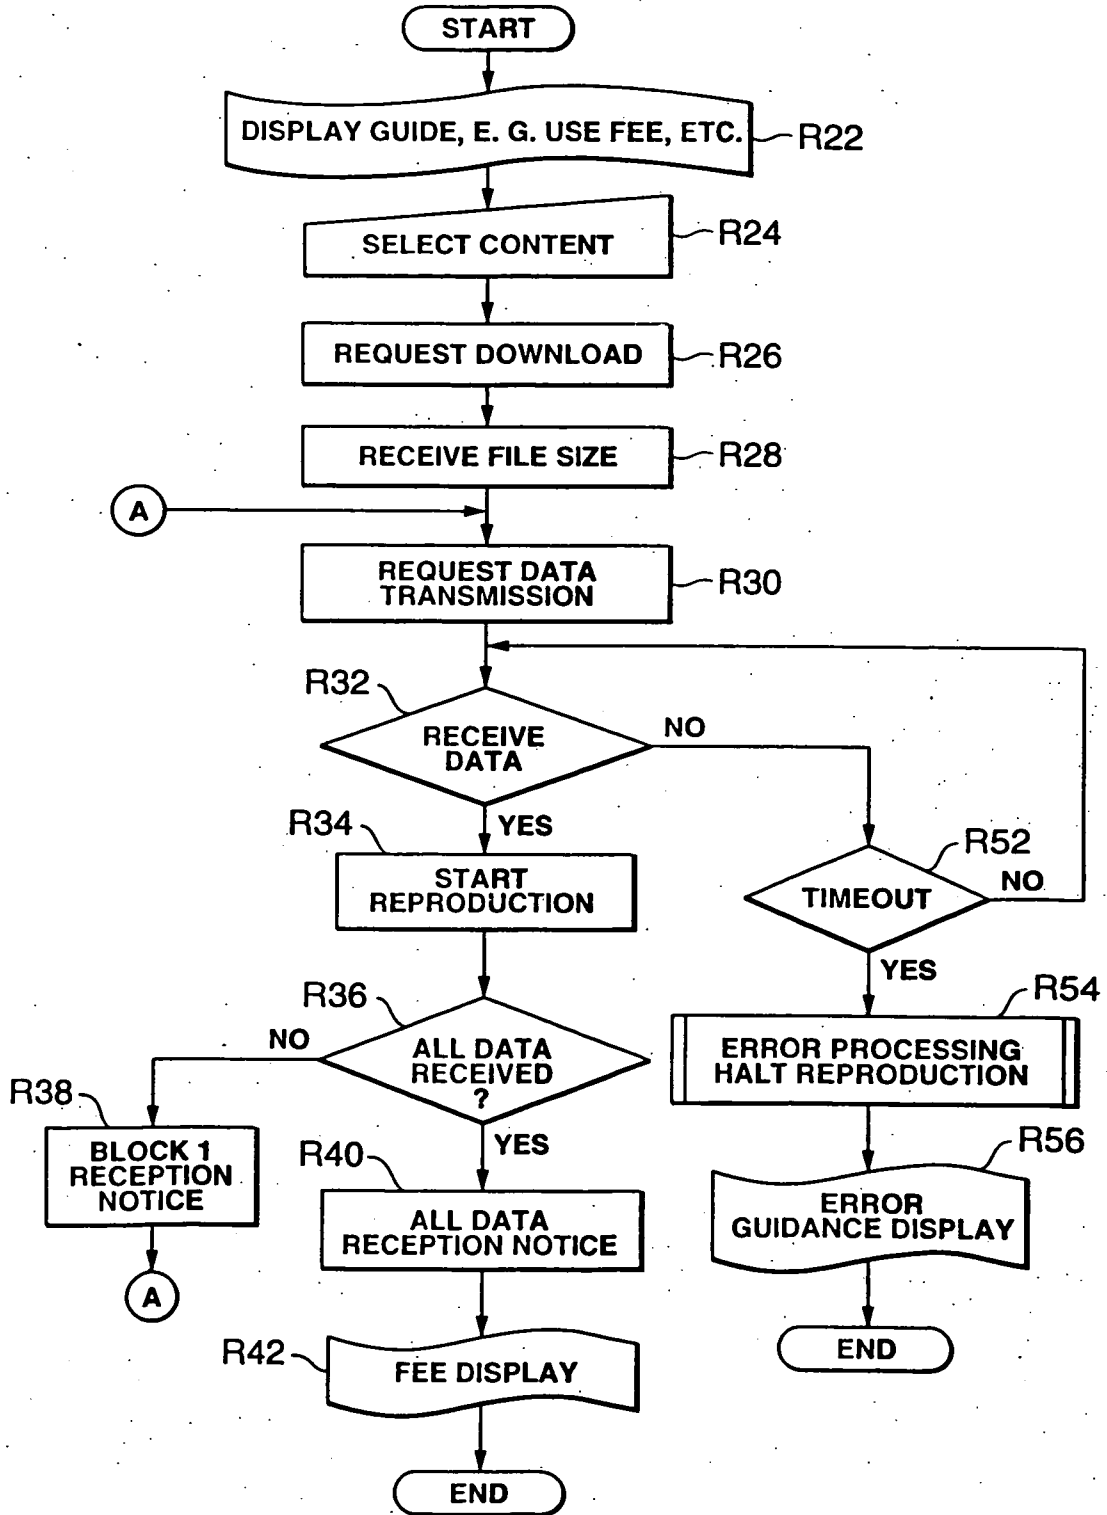 START
DISPLAY GUIDE, E. G. USE FEE, ETC.
R22
SELECT CONTENT
R24
REQUEST DOWNLOAD
R26
RECEIVE FILE SIZE
R28
A
REQUEST DATA
TRANSMISSION
R30
R32
RECEIVE
DATA
NO
YES
R34
START
REPRODUCTION
R52
TIMEOUT
NO
YES
R36
ALL DATA
RECEIVED
?
NO
YES
R54
ERROR PROCESSING
HALT REPRODUCTION
R38
BLOCK 1
RECEPTION
NOTICE
A
R40
ALL DATA
RECEPTION NOTICE
R56
ERROR
GUIDANCE DISPLAY
END
R42
FEE DISPLAY
END